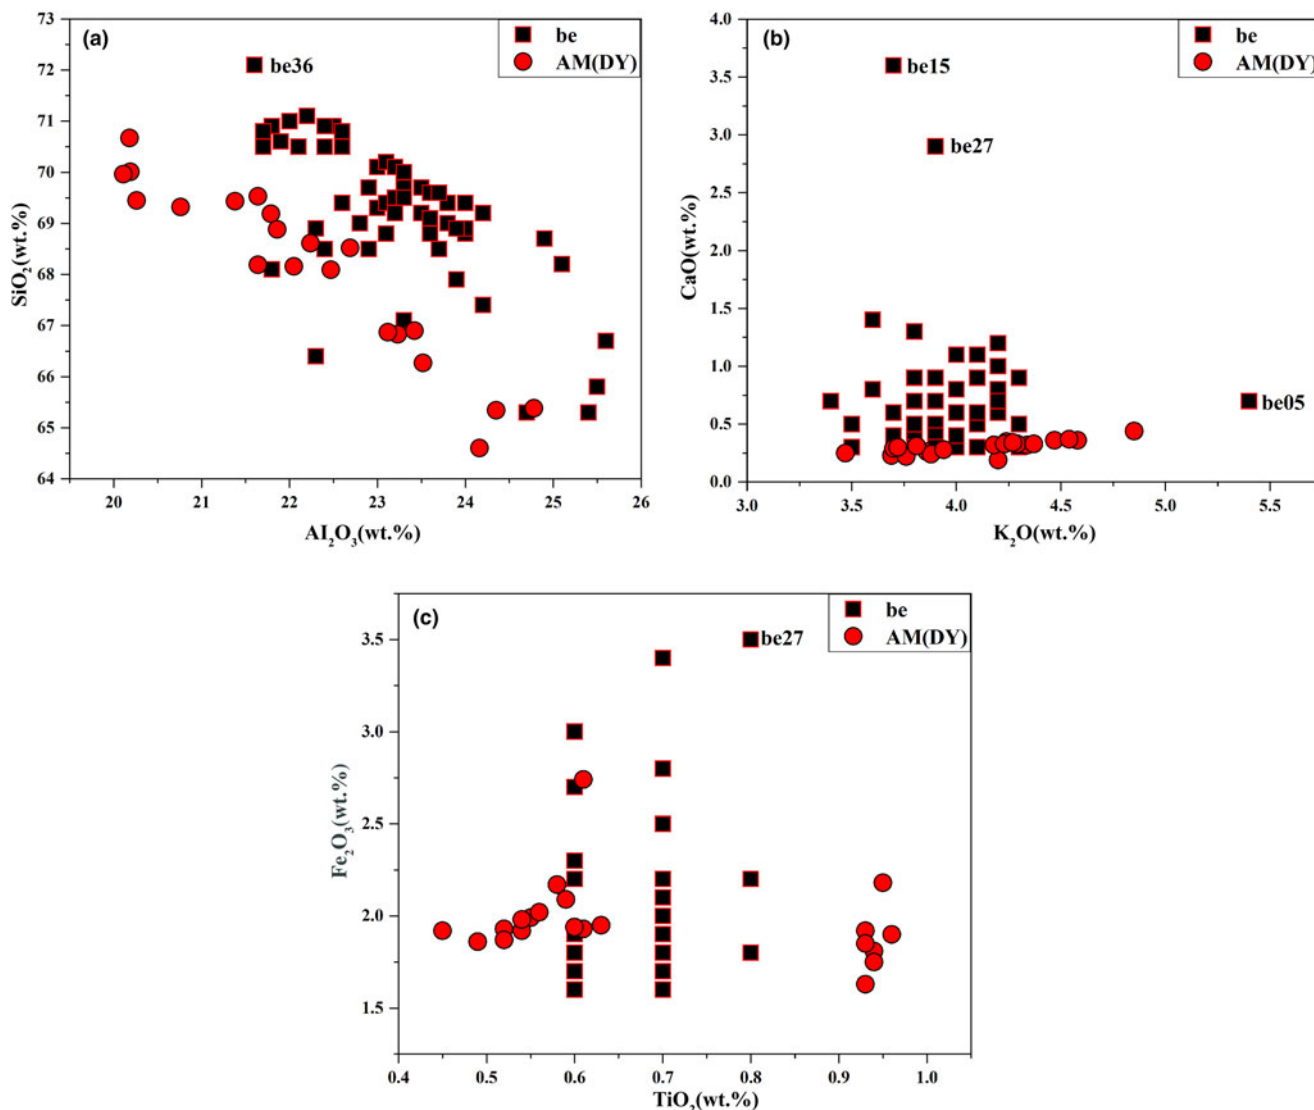 (a)
be
AM(DY)
be36
73
72
71
70
69
68
67
66
65
64
SiO₂(wt.%)
20 21 22 23 24 25 26
AI₂O₃(wt.%)
(b)
be
AM(DY)
be15
be27
be05
4.0
3.5
3.0
2.5
2.0
1.5
1.0
0.5
0.0
CaO(wt.%)
3.0 3.5 4.0 4.5 5.0 5.5
K₂O(wt.%)
(c)
be
AM(DY)
be27
3.5
3.0
2.5
2.0
1.5
Fe₂O₃(wt.%)
0.4 0.5 0.6 0.7 0.8 0.9 1.0
TiO₂(wt.%)